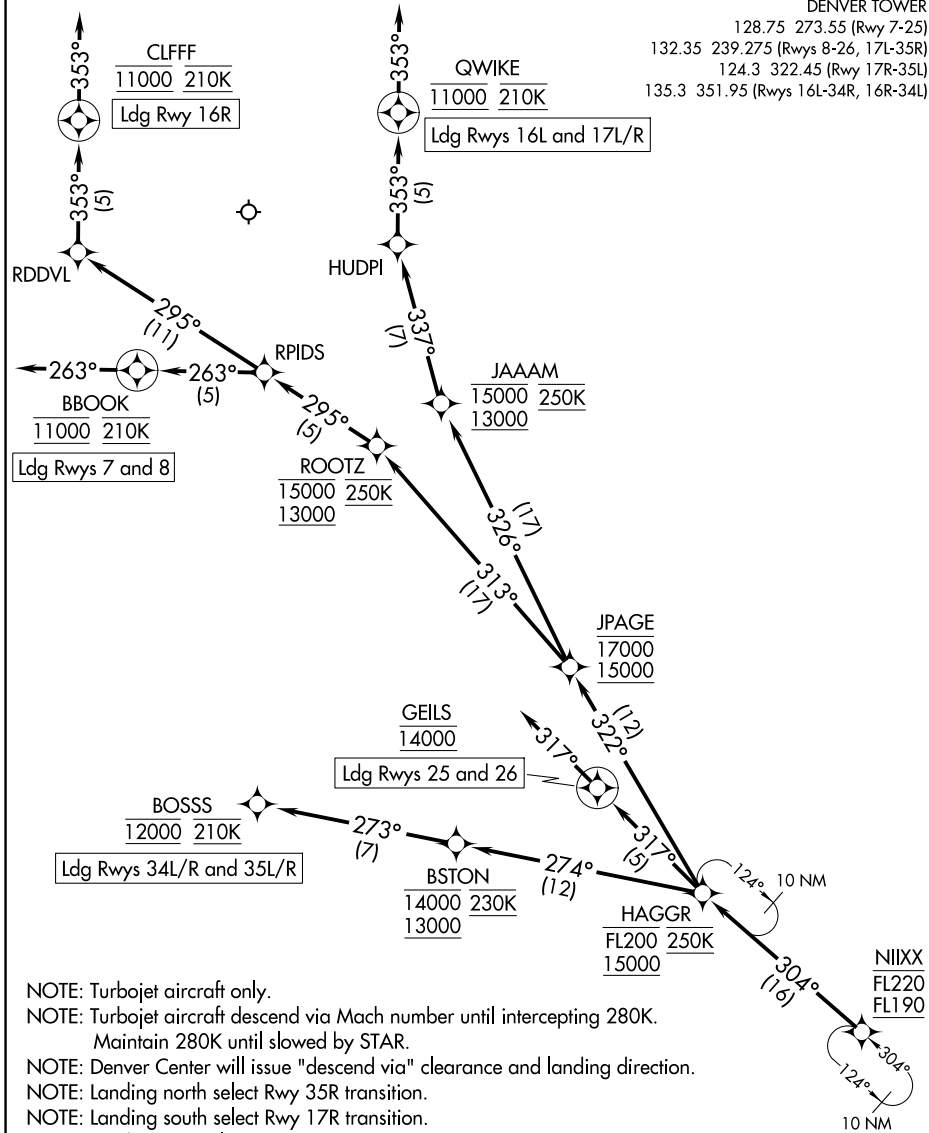 DENVER TOWER
128.75 273.55 (Rwy 7-25)
132.35 239.275 (Rwys 8-26, 17L-35R)
124.3 322.45 (Rwy 17R-35L)
135.3 351.95 (Rwys 16L-34R, 16R-34L)
353°
CLFFF
11000 210K
Ldg Rwy 16R
353°
(5)
RDDVL
353°
QWIKE
11000 210K
Ldg Rwys 16L and 17L/R
353°
(5)
HUDPI
295°
(11)
RPIDS
337°
(7)
263°
263°
(5)
BBOOK
11000 210K
Ldg Rwys 7 and 8
295°
(5)
JAAAM
15000 250K
13000
ROOTZ
15000 250K
13000
326°
(17)
313°
(17)
JPAGE
17000
15000
322°
(12)
GEILS
14000
317°
Ldg Rwys 25 and 26
317°
(5)
BOSSS
12000 210K
Ldg Rwys 34L/R and 35L/R
273°
(7)
BSTON
14000 230K
13000
274°
(12)
HAGGR
FL200 250K
15000
124°
10 NM
304°
(16)
NIIXX
FL220
FL190
304°
124°
10 NM
NOTE: Turbojet aircraft only.
NOTE: Turbojet aircraft descend via Mach number until intercepting 280K.
Maintain 280K until slowed by STAR.
NOTE: Denver Center will issue "descend via" clearance and landing direction.
NOTE: Landing north select Rwy 35R transition.
NOTE: Landing south select Rwy 17R transition.